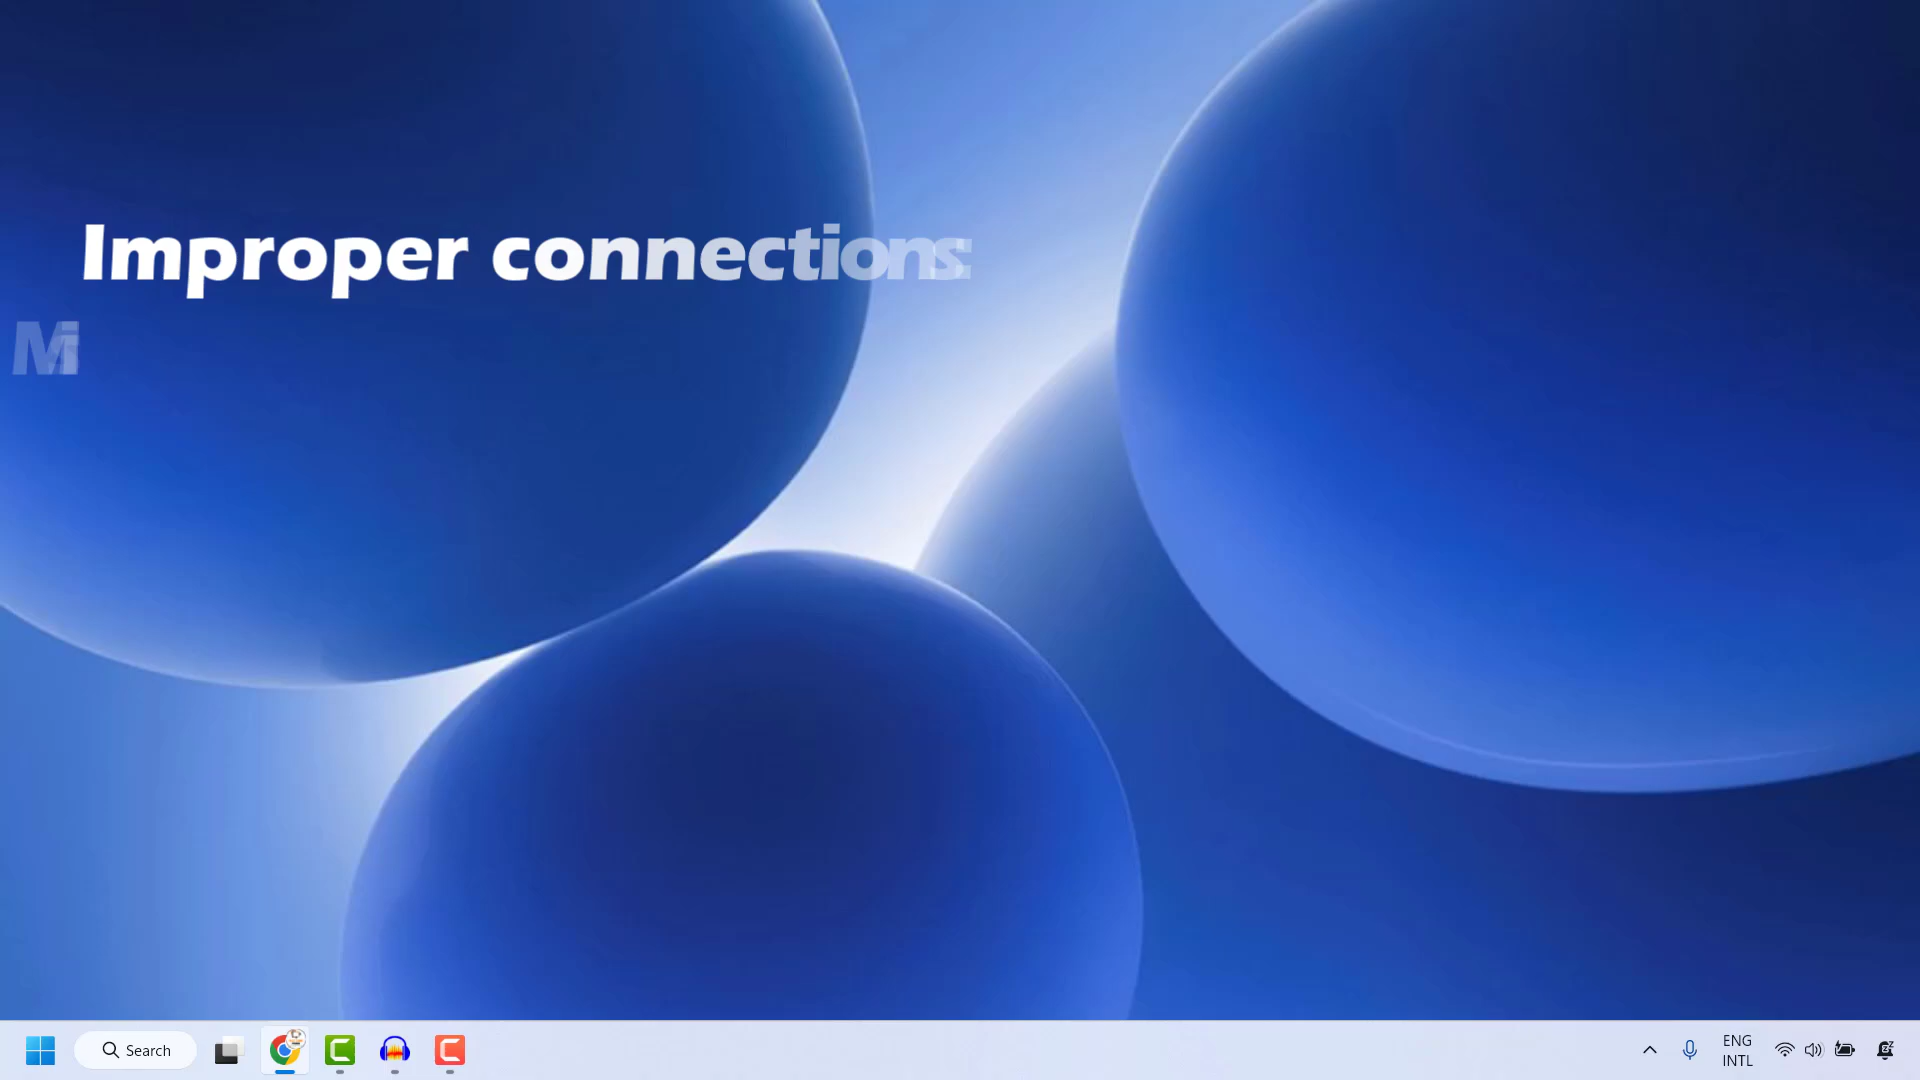 Improper connections:
Search
ENG
INTL